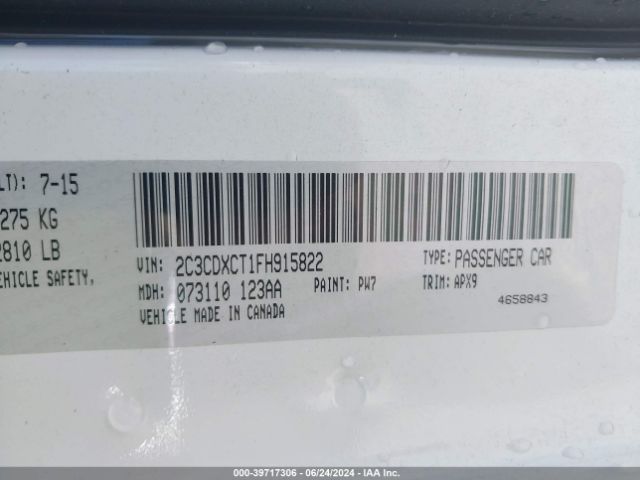 LT): 7-15
275 KG
2810 LB
EHICLE SAFETY,
VIN: 2C3CDXCT1FH915822
TYPE: PASSENGER CAR
MDH: 073110 123AA
PAINT: PW7
TRIM: APX9
VEHICLE MADE IN CANADA
4658843
000-39717306 - 06/24/2024 - IAA Inc.